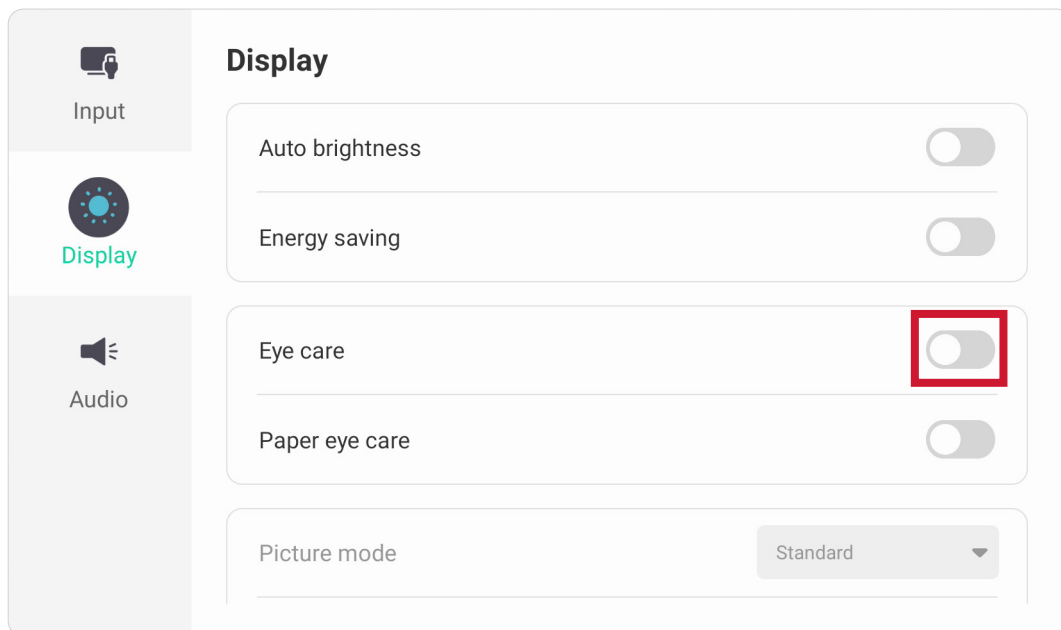 Input
Display
Audio
Display
Auto brightness
Energy saving
Eye care
Paper eye care
Picture mode
Standard